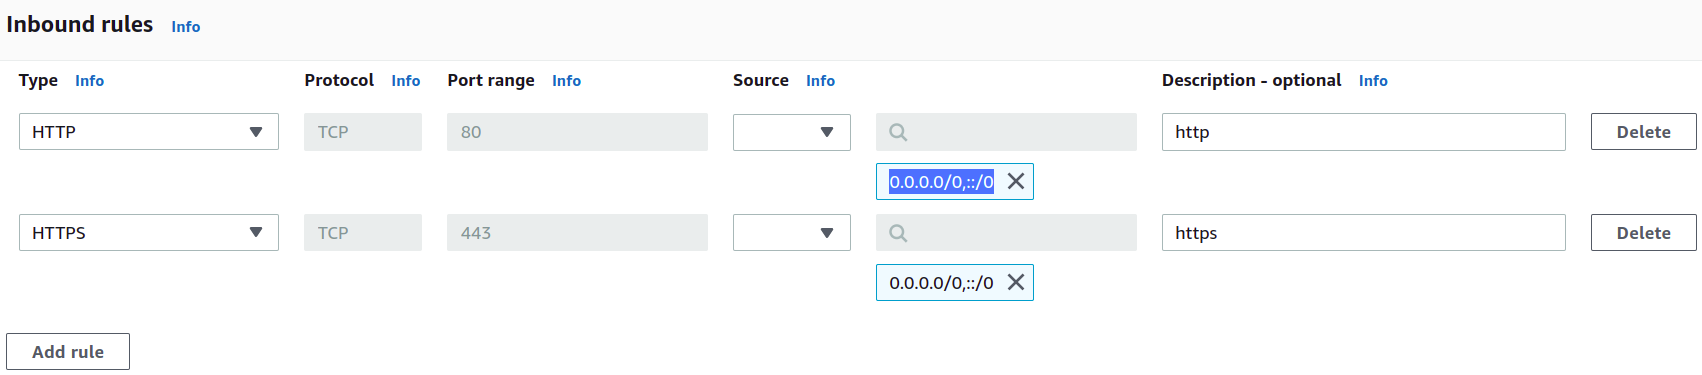 Inbound rules Info
Type Info Protocol Info Port range Info Source Info Description - optional Info
HTTP TCP 80 http Delete
0.0.0.0/0,::/0
HTTPS TCP 443 https Delete
0.0.0.0/0,::/0
Add rule